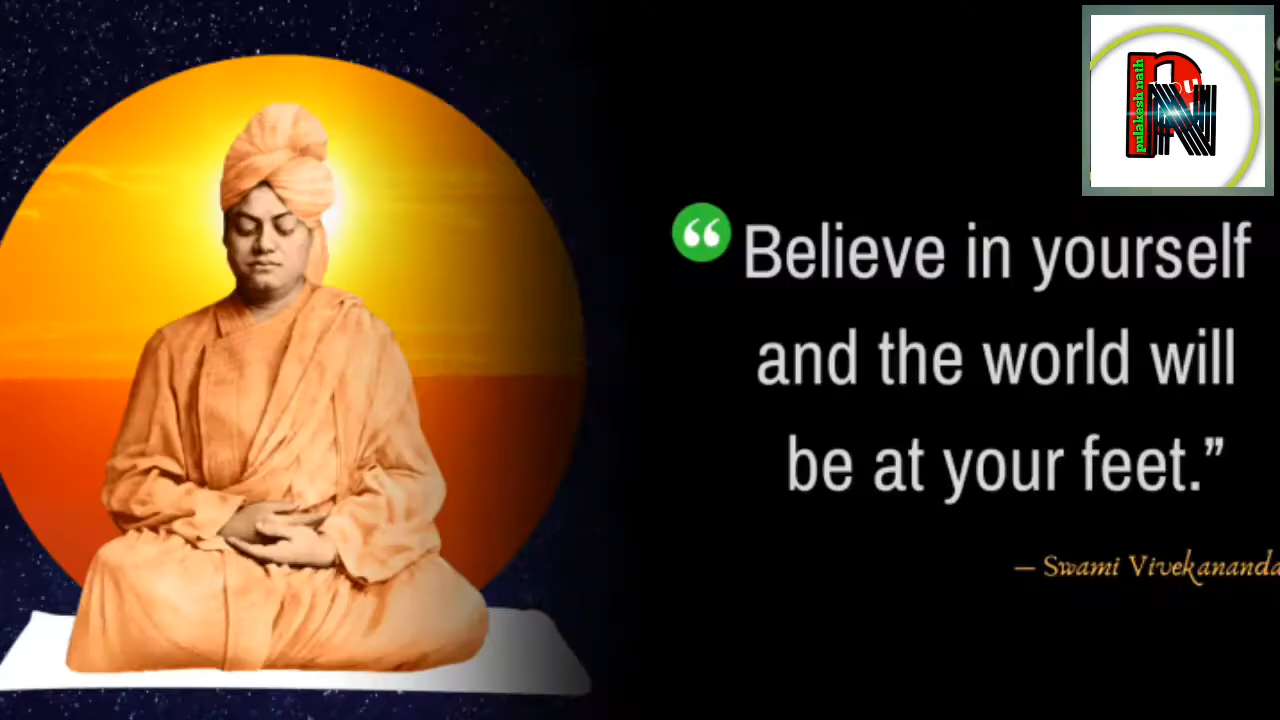 pulakesh nath
“ Believe in yourself
and the world will
be at your feet.”
— Swami Vivekananda